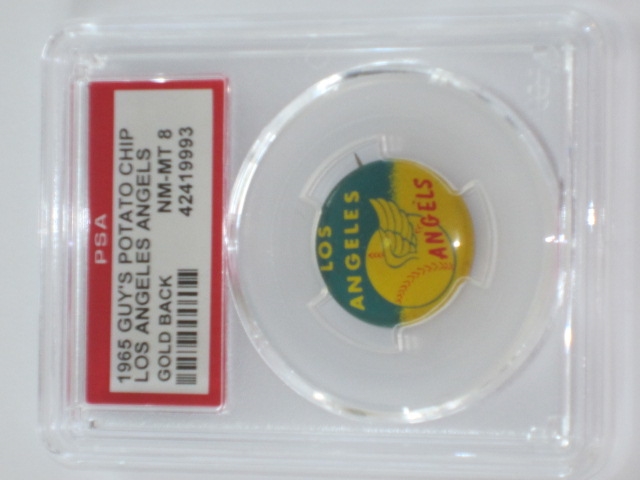 PSA
1965 GUY'S POTATO CHIP
LOS ANGELES ANGELS
GOLD BACK NM-MT 8
42419993
LOS
ANGELES
ANGELS